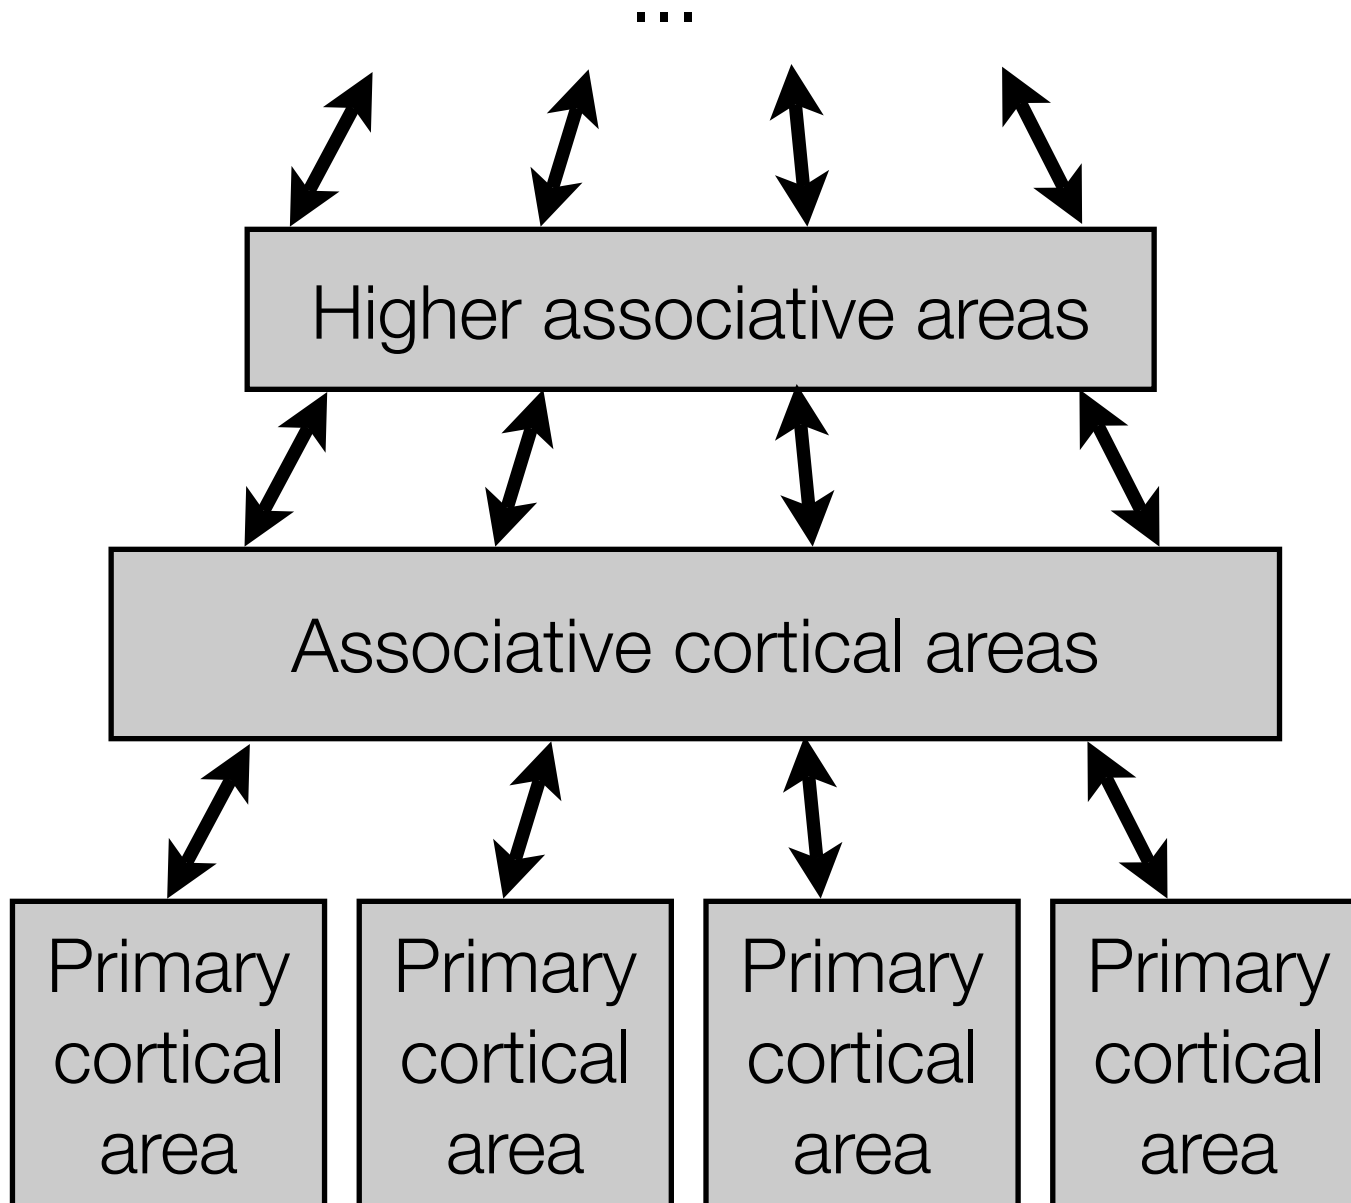 ...
Higher associative areas
Associative cortical areas
Primary
cortical
area
Primary
cortical
area
Primary
cortical
area
Primary
cortical
area